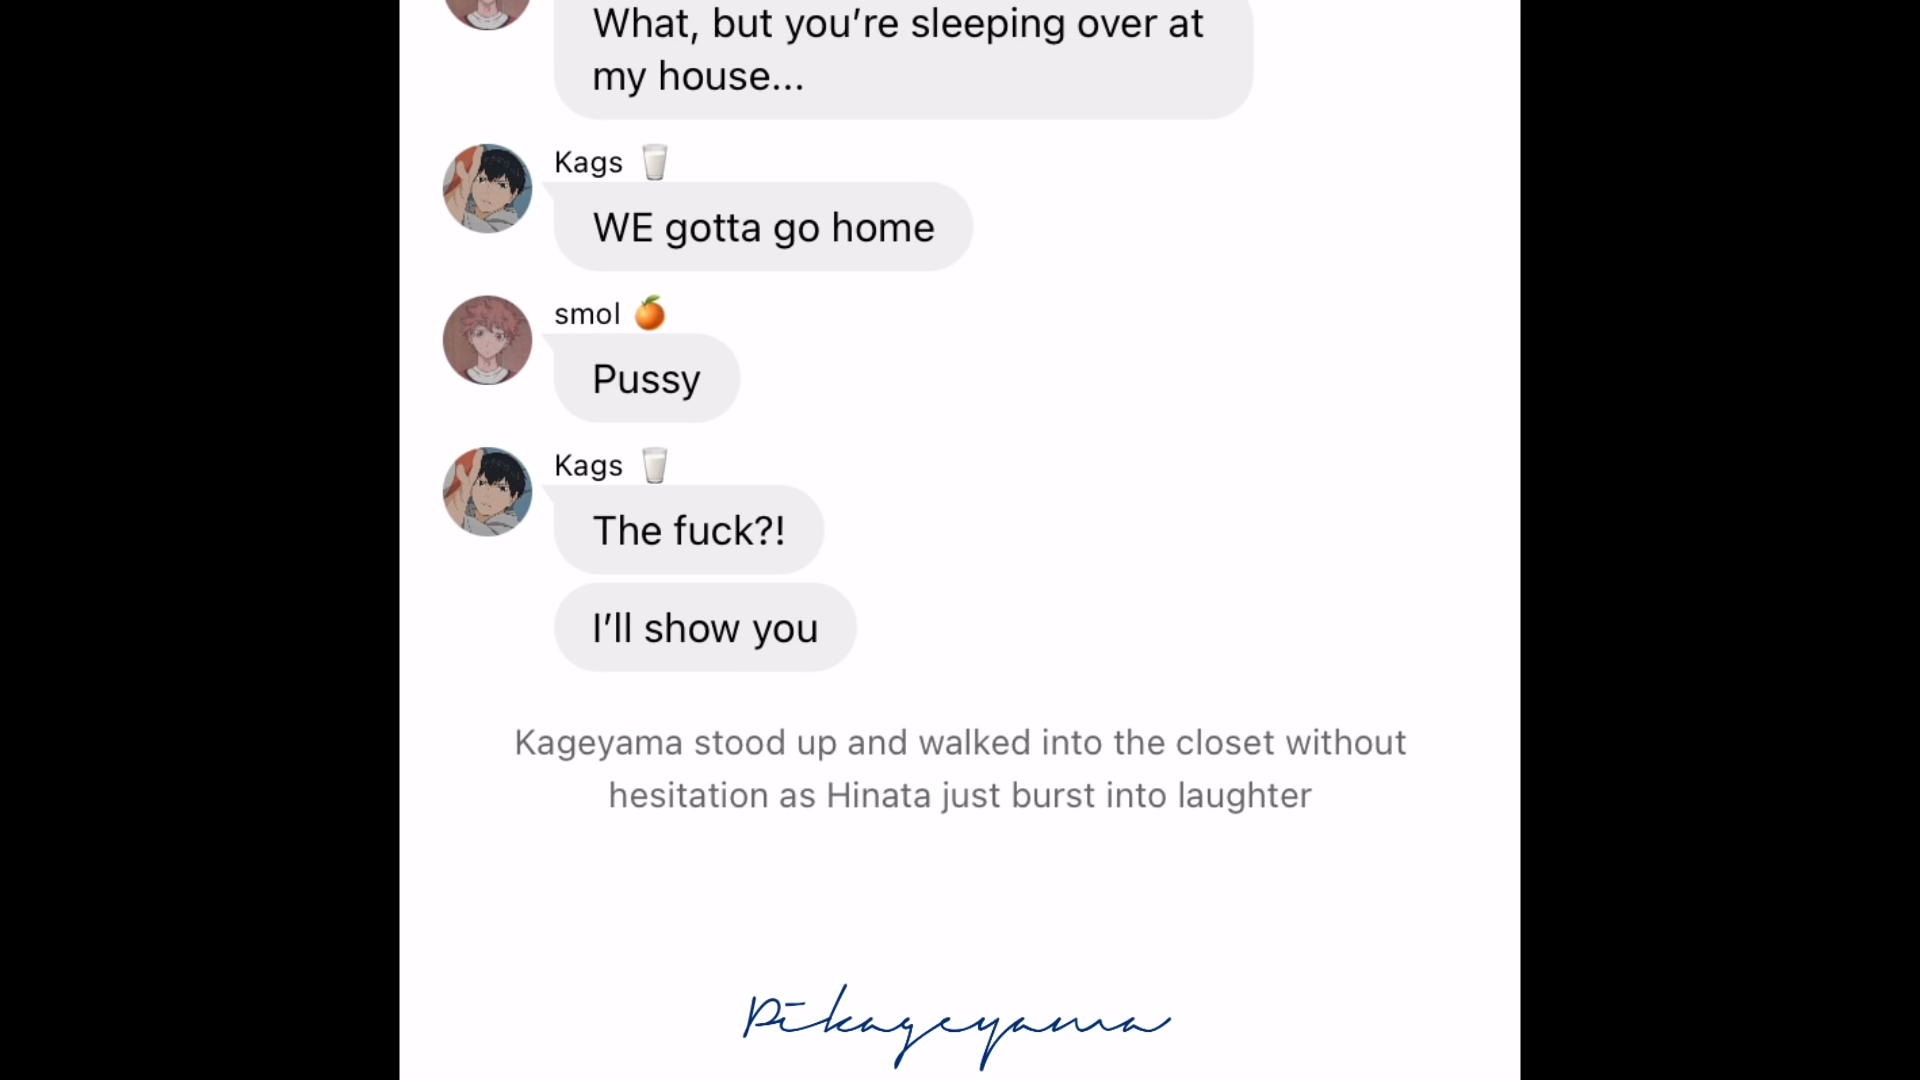 What, but you’re sleeping over at
my house...
Kags 🥛
WE gotta go home
smol 🍊
Pussy
Kags 🥛
The fuck?!
I’ll show you
Kageyama stood up and walked into the closet without
hesitation as Hinata just burst into laughter
Pikageyama